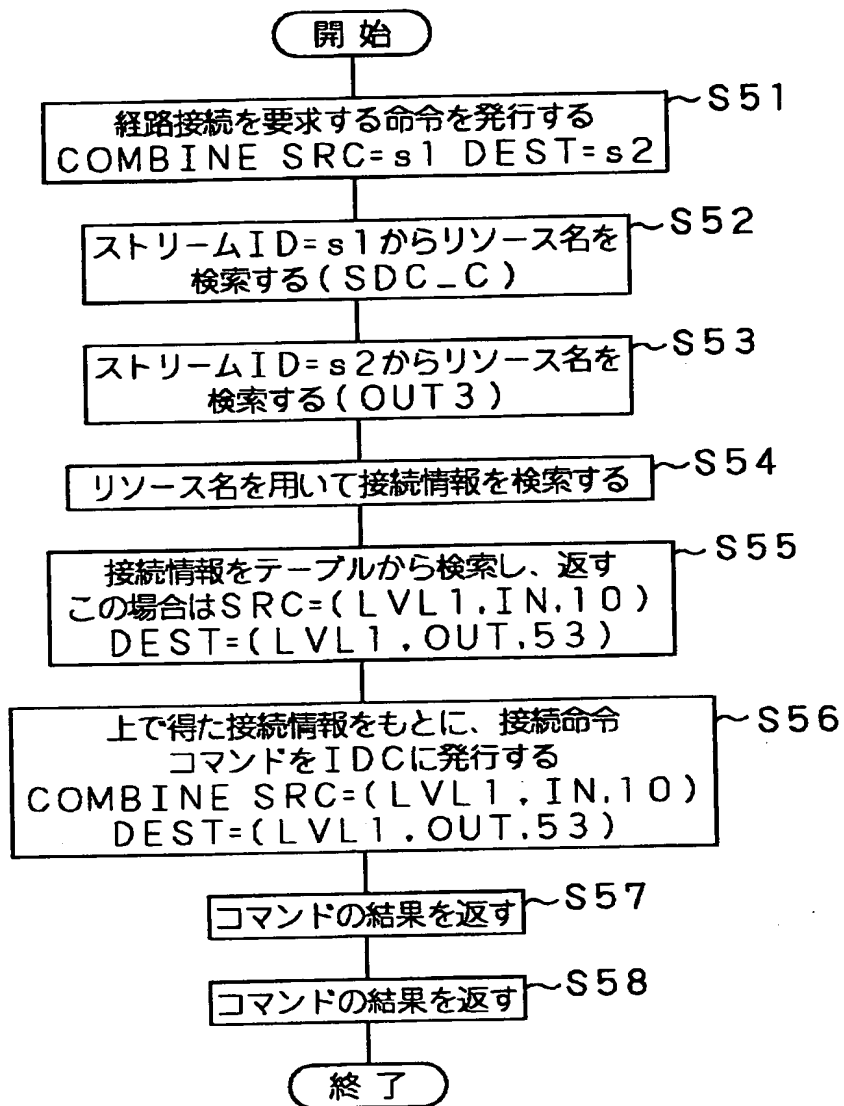 開始
経路接続を要求する命令を発行する
COMBINE SRC=s1 DEST=s2
S51
ストリームID=s1からリソース名を
検索する(SDC_C)
S52
ストリームID=s2からリソース名を
検索する(OUT3)
S53
リソース名を用いて接続情報を検索する
S54
接続情報をテーブルから検索し、返す
この場合はSRC=(LVL1.IN.10)
DEST=(LVL1.OUT.53)
S55
上で得た接続情報をもとに、接続命令
コマンドをIDCに発行する
COMBINE SRC=(LVL1.IN.10)
DEST=(LVL1.OUT.53)
S56
コマンドの結果を返す
S57
コマンドの結果を返す
S58
終了